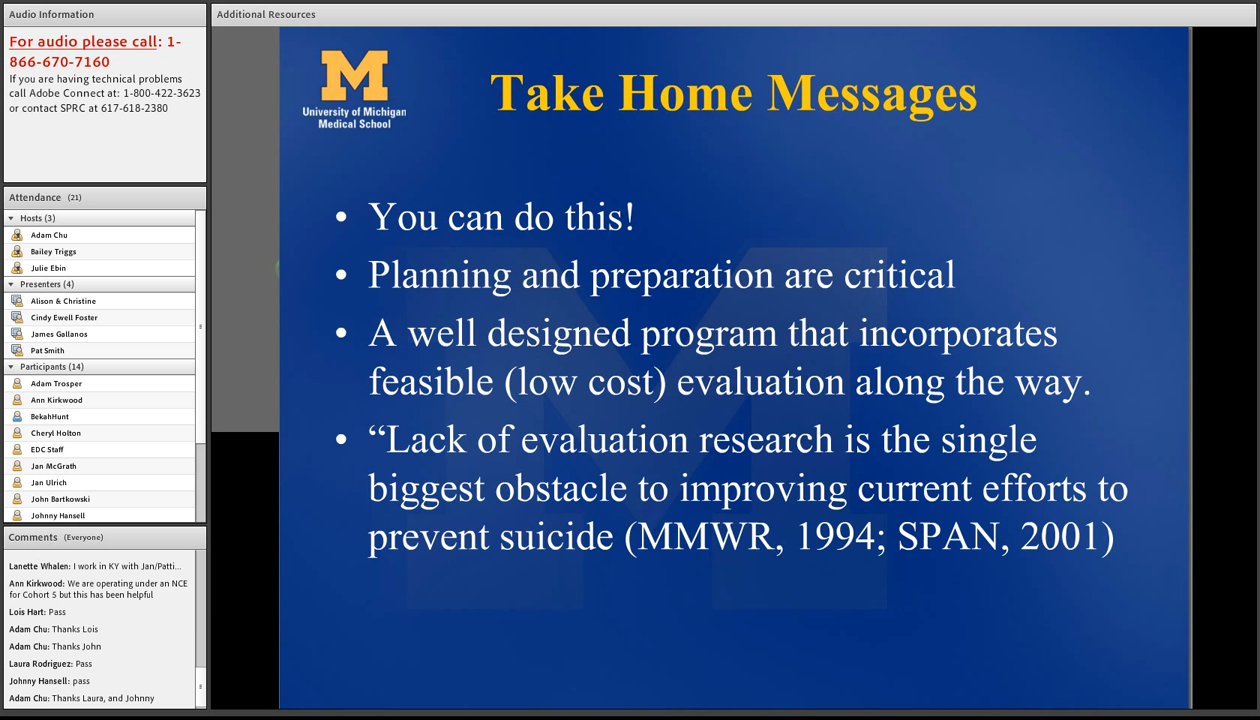 Audio Information
For audio please call: 1-
866-670-7160
If you are having technical problems
call Adobe Connect at: 1-800-422-3623
or contact SPRC at 617-618-2380
Attendance (21)
Hosts (3)
Adam Chu
Bailey Triggs
Julie Ebin
Presenters (4)
Alison & Christine
Cindy Ewell Foster
James Gallanos
Pat Smith
Participants (14)
Adam Trosper
Ann Kirkwood
BekahHunt
Cheryl Holton
EDC Staff
Jan McGrath
Jan Ulrich
John Bartkowski
Johnny Hansell
Comments (Everyone)
Lanette Whalen: I work in KY with Jan/Patti...
Ann Kirkwood: We are operating under an NCE
for Cohort 5 but this has been helpful
Lois Hart: Pass
Adam Chu: Thanks Lois
Adam Chu: Thanks John
Laura Rodriguez: Pass
Johnny Hansell: pass
Adam Chu: Thanks Laura, and Johnny
Additional Resources
M
University of Michigan
Medical School
Take Home Messages
• You can do this!
• Planning and preparation are critical
• A well designed program that incorporates
feasible (low cost) evaluation along the way.
• “Lack of evaluation research is the single
biggest obstacle to improving current efforts to
prevent suicide (MMWR, 1994; SPAN, 2001)